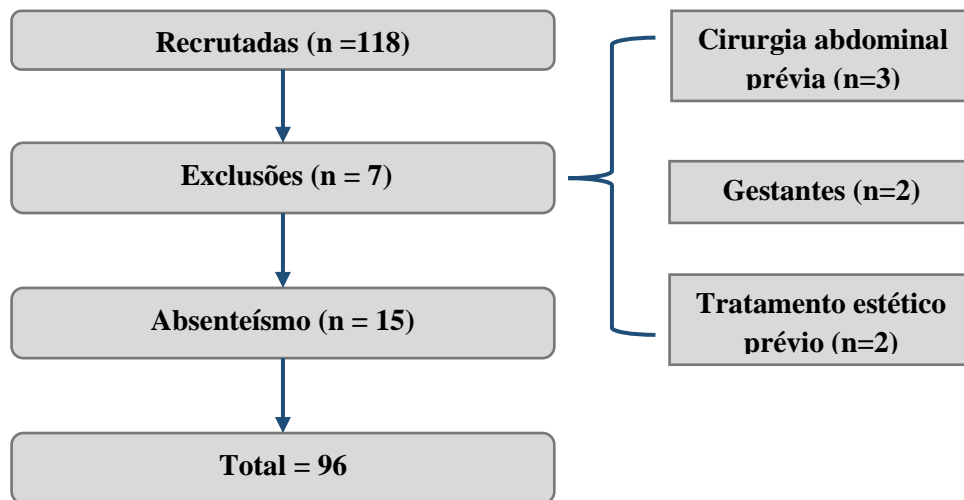 Recrutadas (n =118)
Cirurgia abdominal
prévia (n=3)
Exclusões (n = 7)
Gestantes (n=2)
Absenteísmo (n = 15)
Tratamento estético
prévio (n=2)
Total = 96